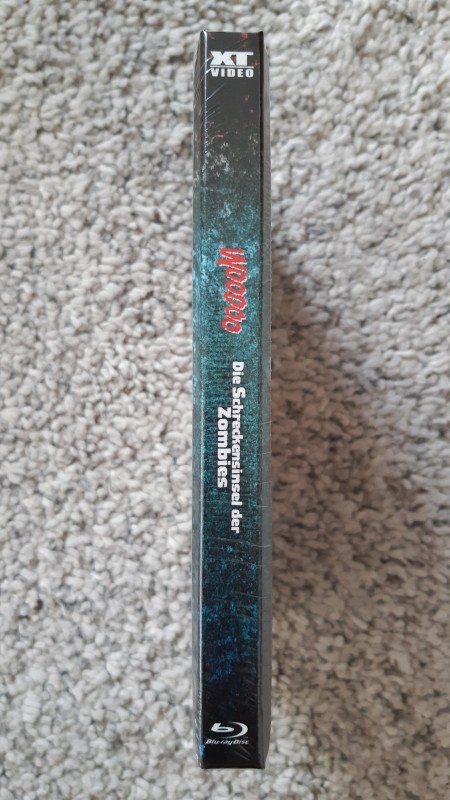 XT
VIDEO
Woodoo
Die Schreckensinsel der
Zombies
Blu-ray Disc